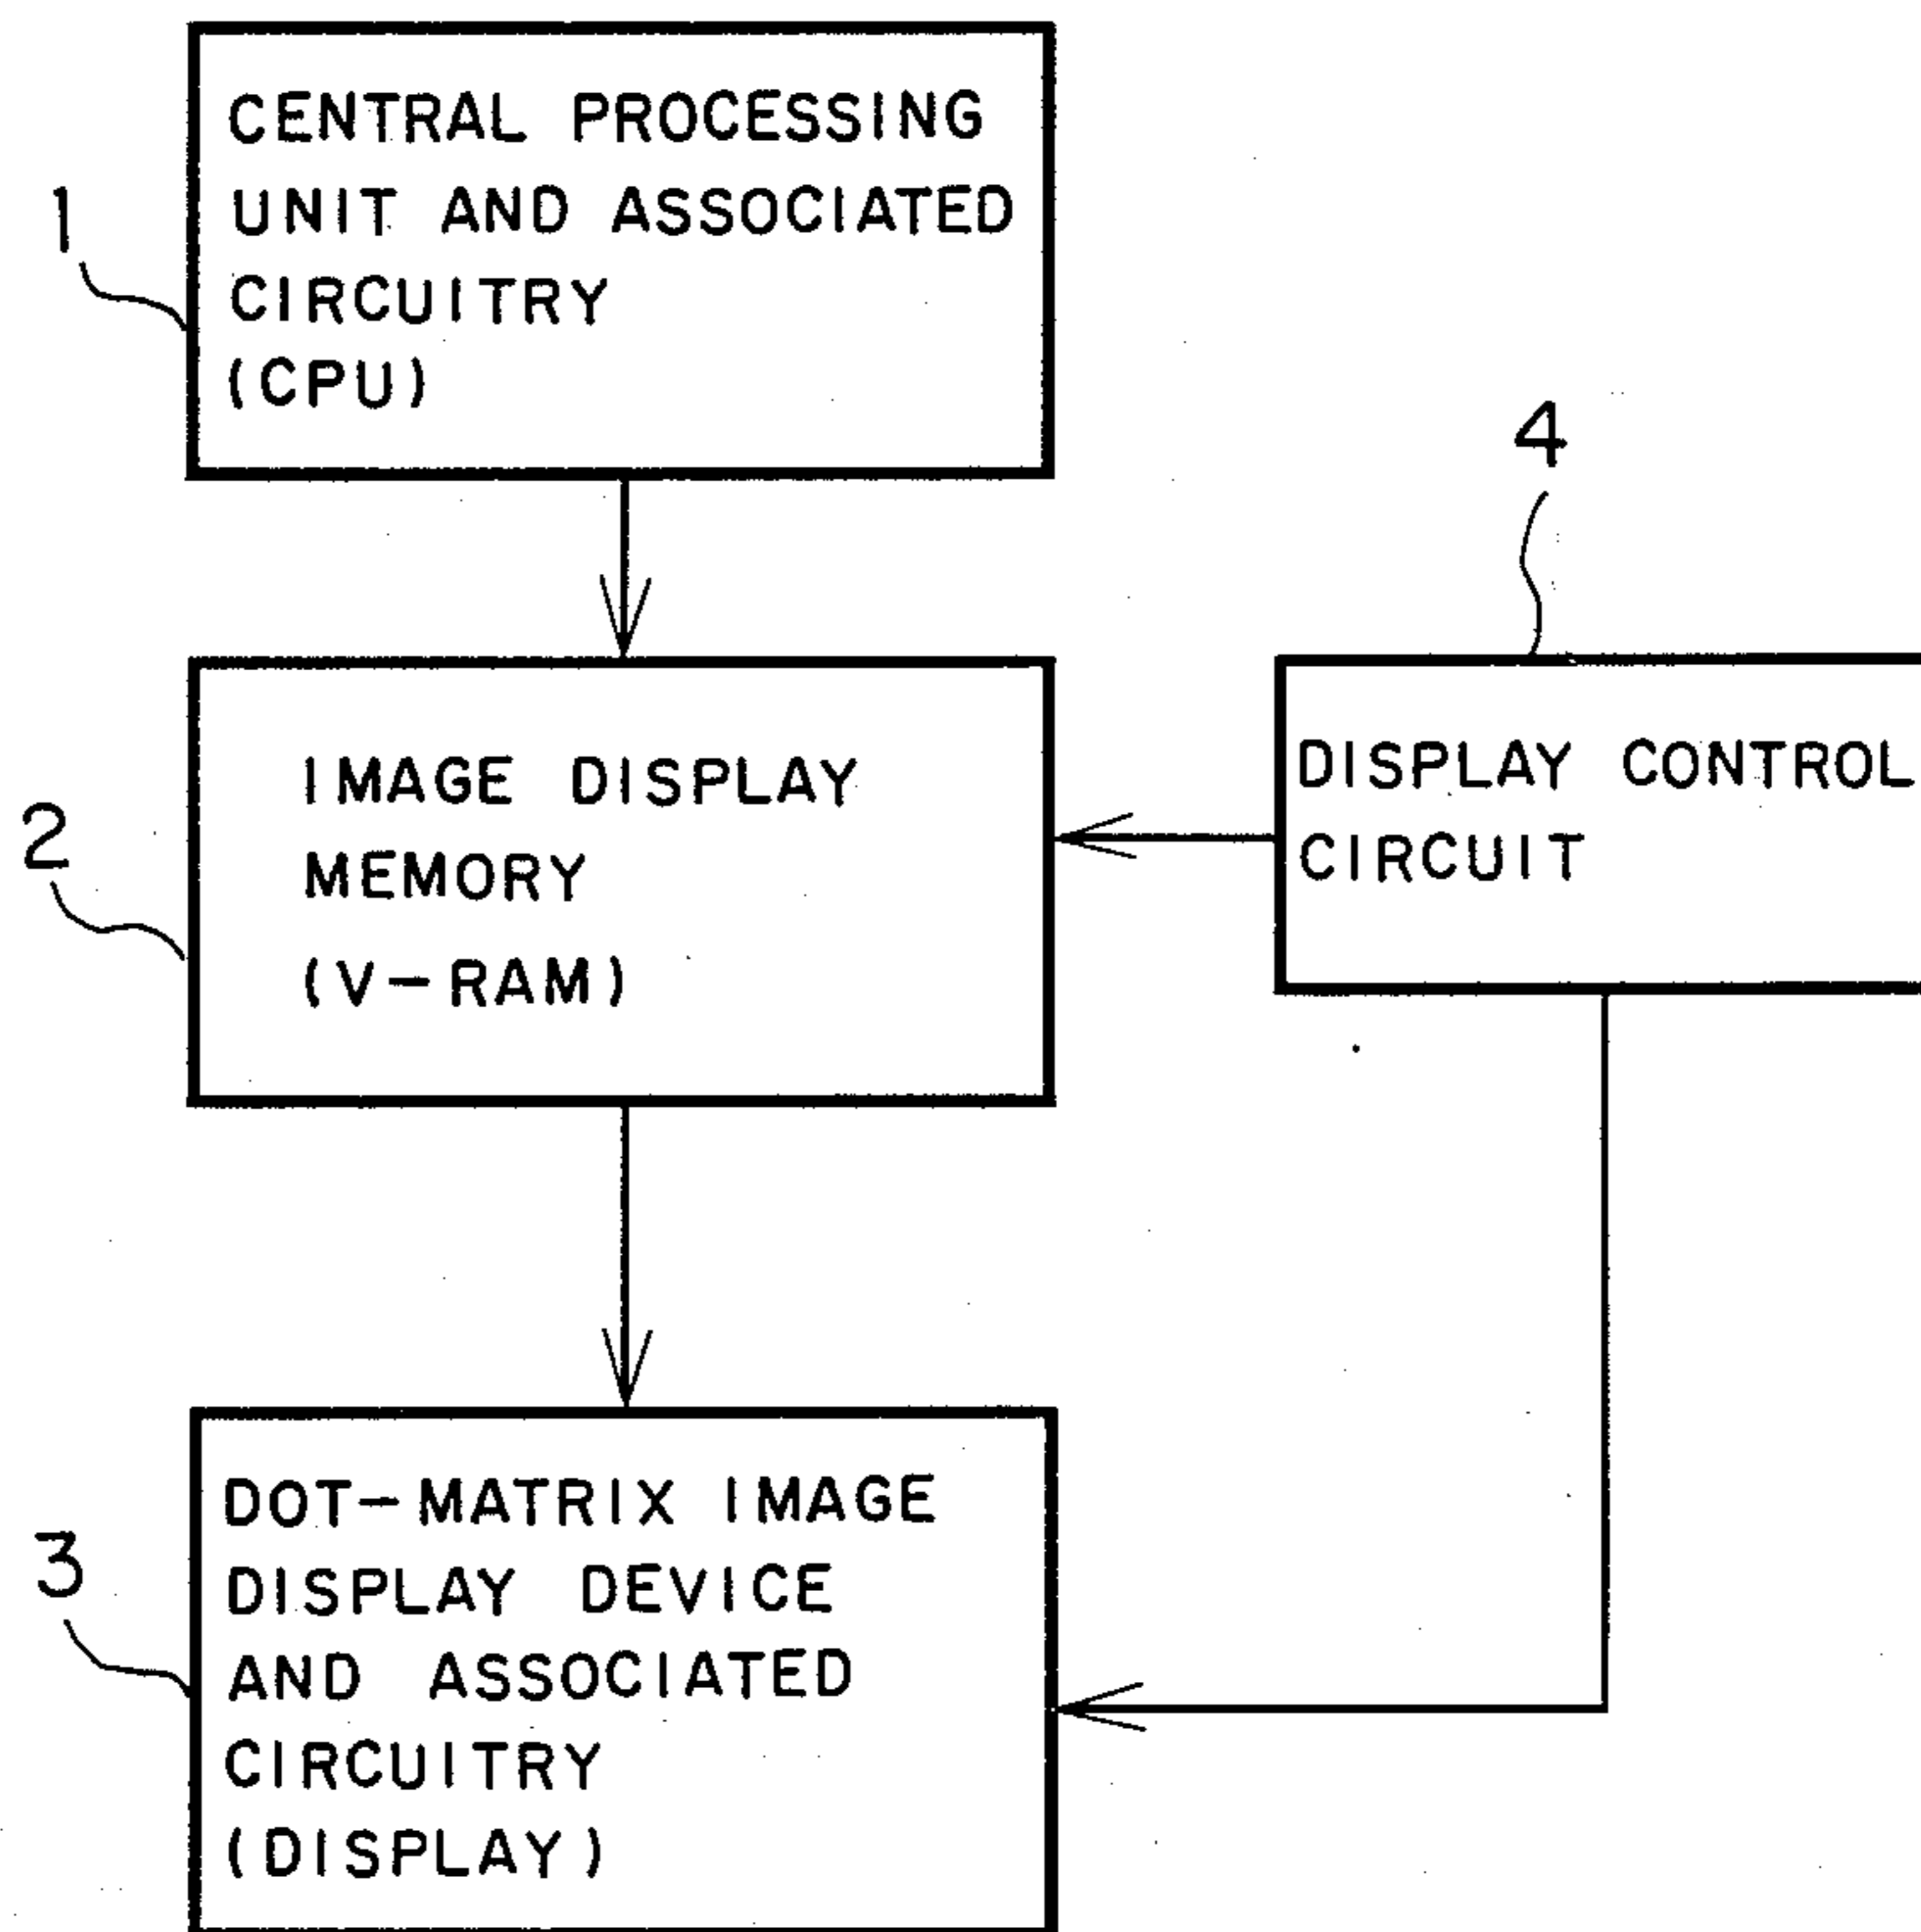 1
CENTRAL PROCESSING
UNIT AND ASSOCIATED
CIRCUITRY
(CPU)
2
IMAGE DISPLAY
MEMORY
(V-RAM)
4
DISPLAY CONTROL
CIRCUIT
3
DOT-MATRIX IMAGE
DISPLAY DEVICE
AND ASSOCIATED
CIRCUITRY
(DISPLAY)